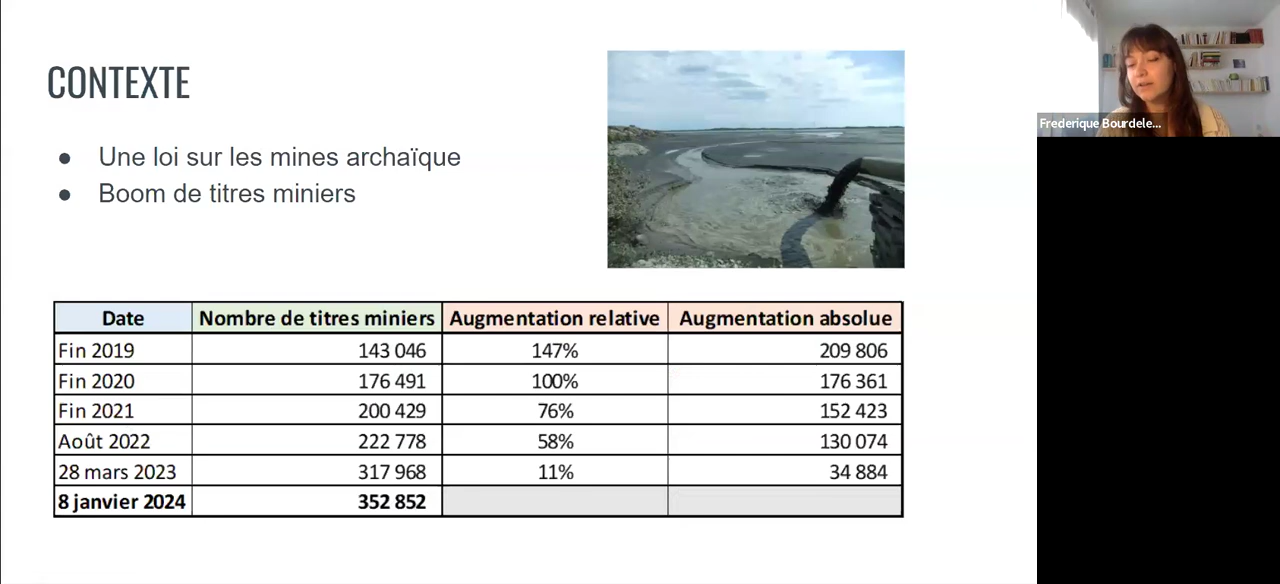 CONTEXTE
● Une loi sur les mines archaïque
● Boom de titres miniers
Date Nombre de titres miniers Augmentation relative Augmentation absolue
Fin 2019 143 046 147% 209 806
Fin 2020 176 491 100% 176 361
Fin 2021 200 429 76% 152 423
Août 2022 222 778 58% 130 074
28 mars 2023 317 968 11% 34 884
8 janvier 2024 352 852
Frederique Bourdele...